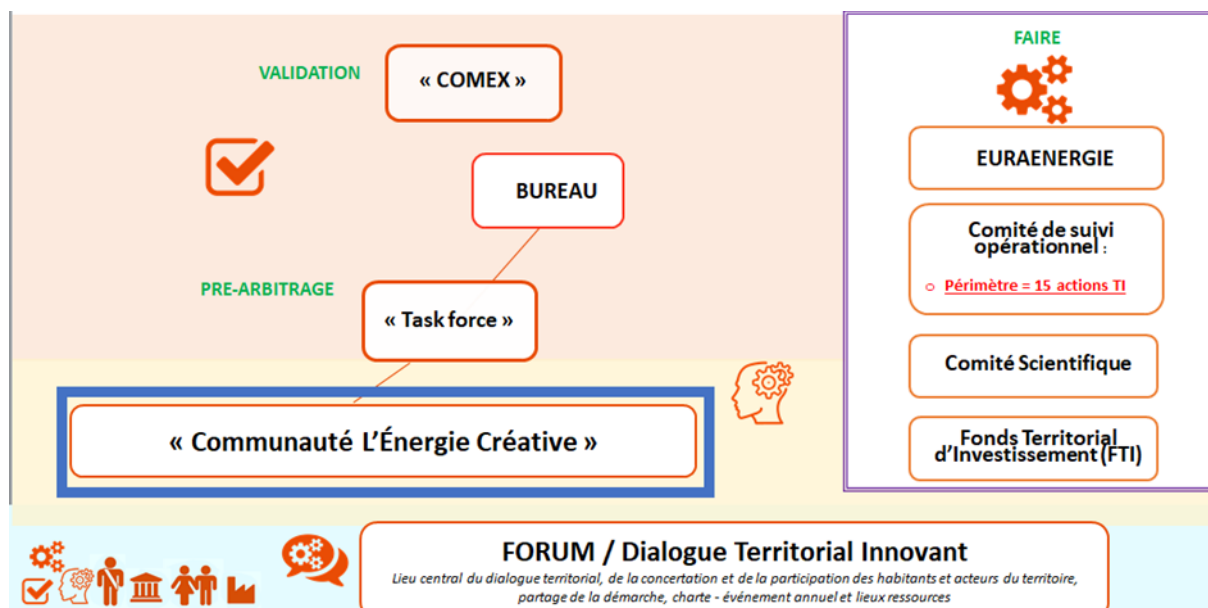 VALIDATION
« COMEX »
BUREAU
PRE-ARBITRAGE
« Task force »
« Communauté L’Énergie Créative »
FAIRE
EURAENERGIE
Comité de suivi
opérationnel :
o Périmètre = 15 actions TI
Comité Scientifique
Fonds Territorial
d’Investissement (FTI)
FORUM / Dialogue Territorial Innovant
Lieu central du dialogue territorial, de la concertation et de la participation des habitants et acteurs du territoire,
partage de la démarche, charte - événement annuel et lieux ressources